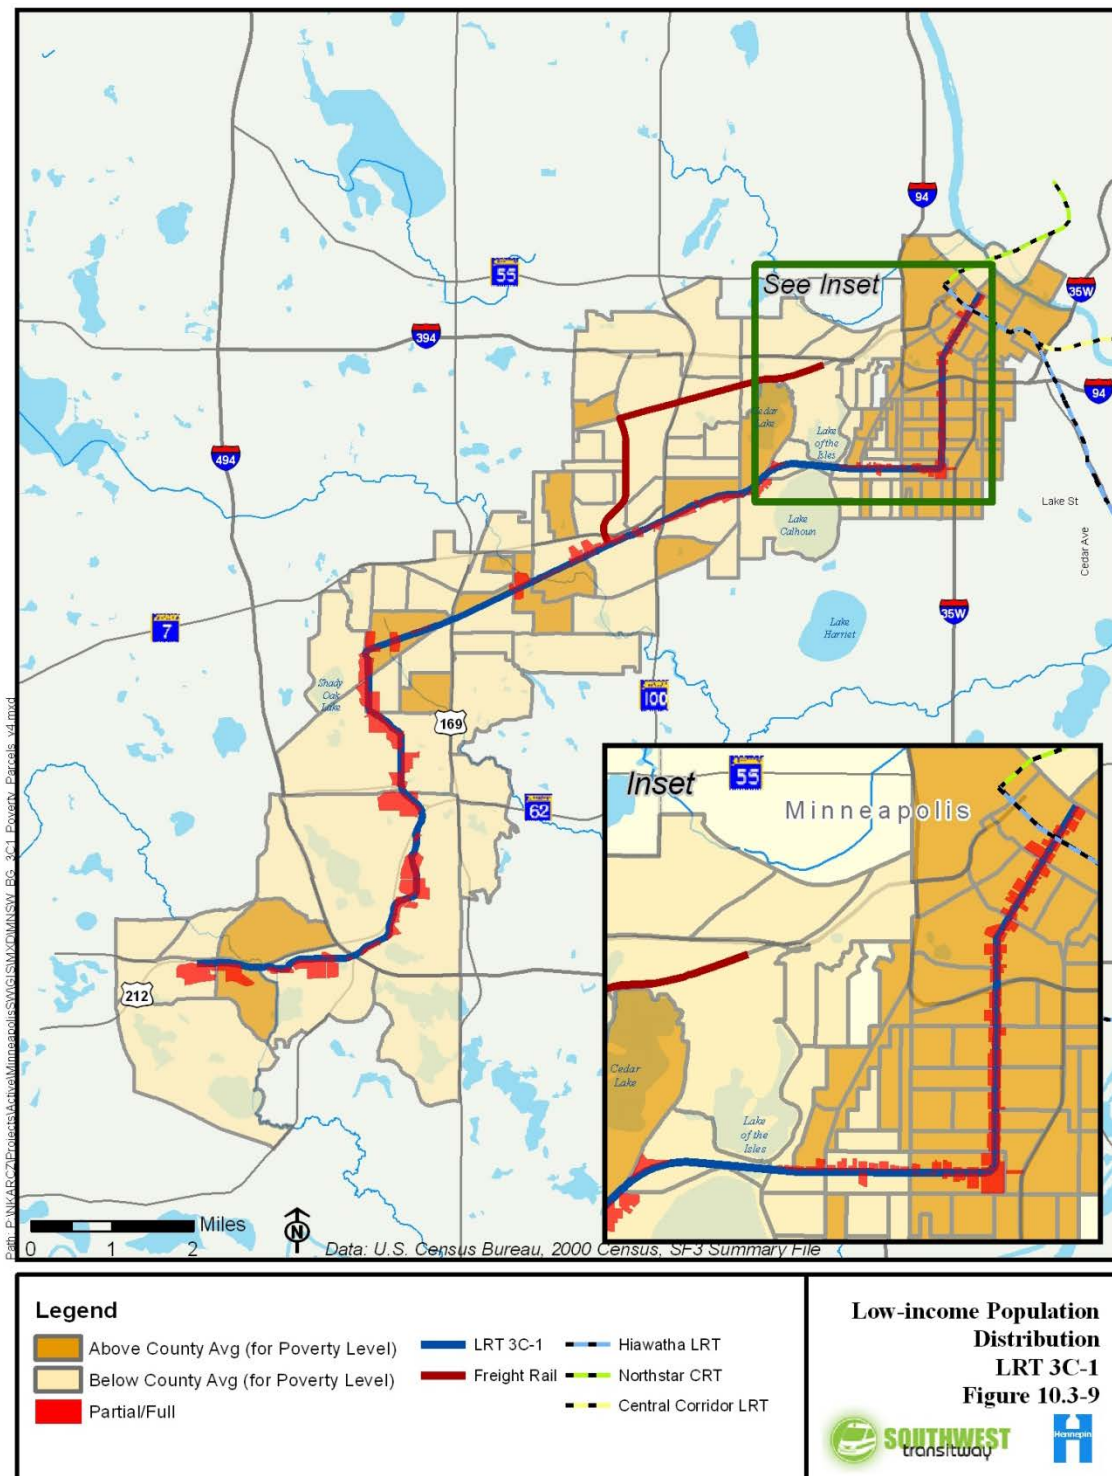 94
55
See Inset
35W
394
94
Cedar
Lake
Lake
of the
Isles
494
Lake St
Lake
Calhoun
Cedar Ave
7
35W
Lake
Harriet
Shady
Oak
Lake
100
169
Inset
55
Minneapolis
62
212
Cedar
Lake
Lake
of the
Isles
Miles
0 1 2
N
Data: U.S. Census Bureau, 2000 Census, SF3 Summary File
Legend
Above County Avg (for Poverty Level)
Below County Avg (for Poverty Level)
Partial/Full
LRT 3C-1
Freight Rail
Hiawatha LRT
Northstar CRT
Central Corridor LRT
Low-income Population
Distribution
LRT 3C-1
Figure 10.3-9
SOUTHWEST
transitway
Hennepin